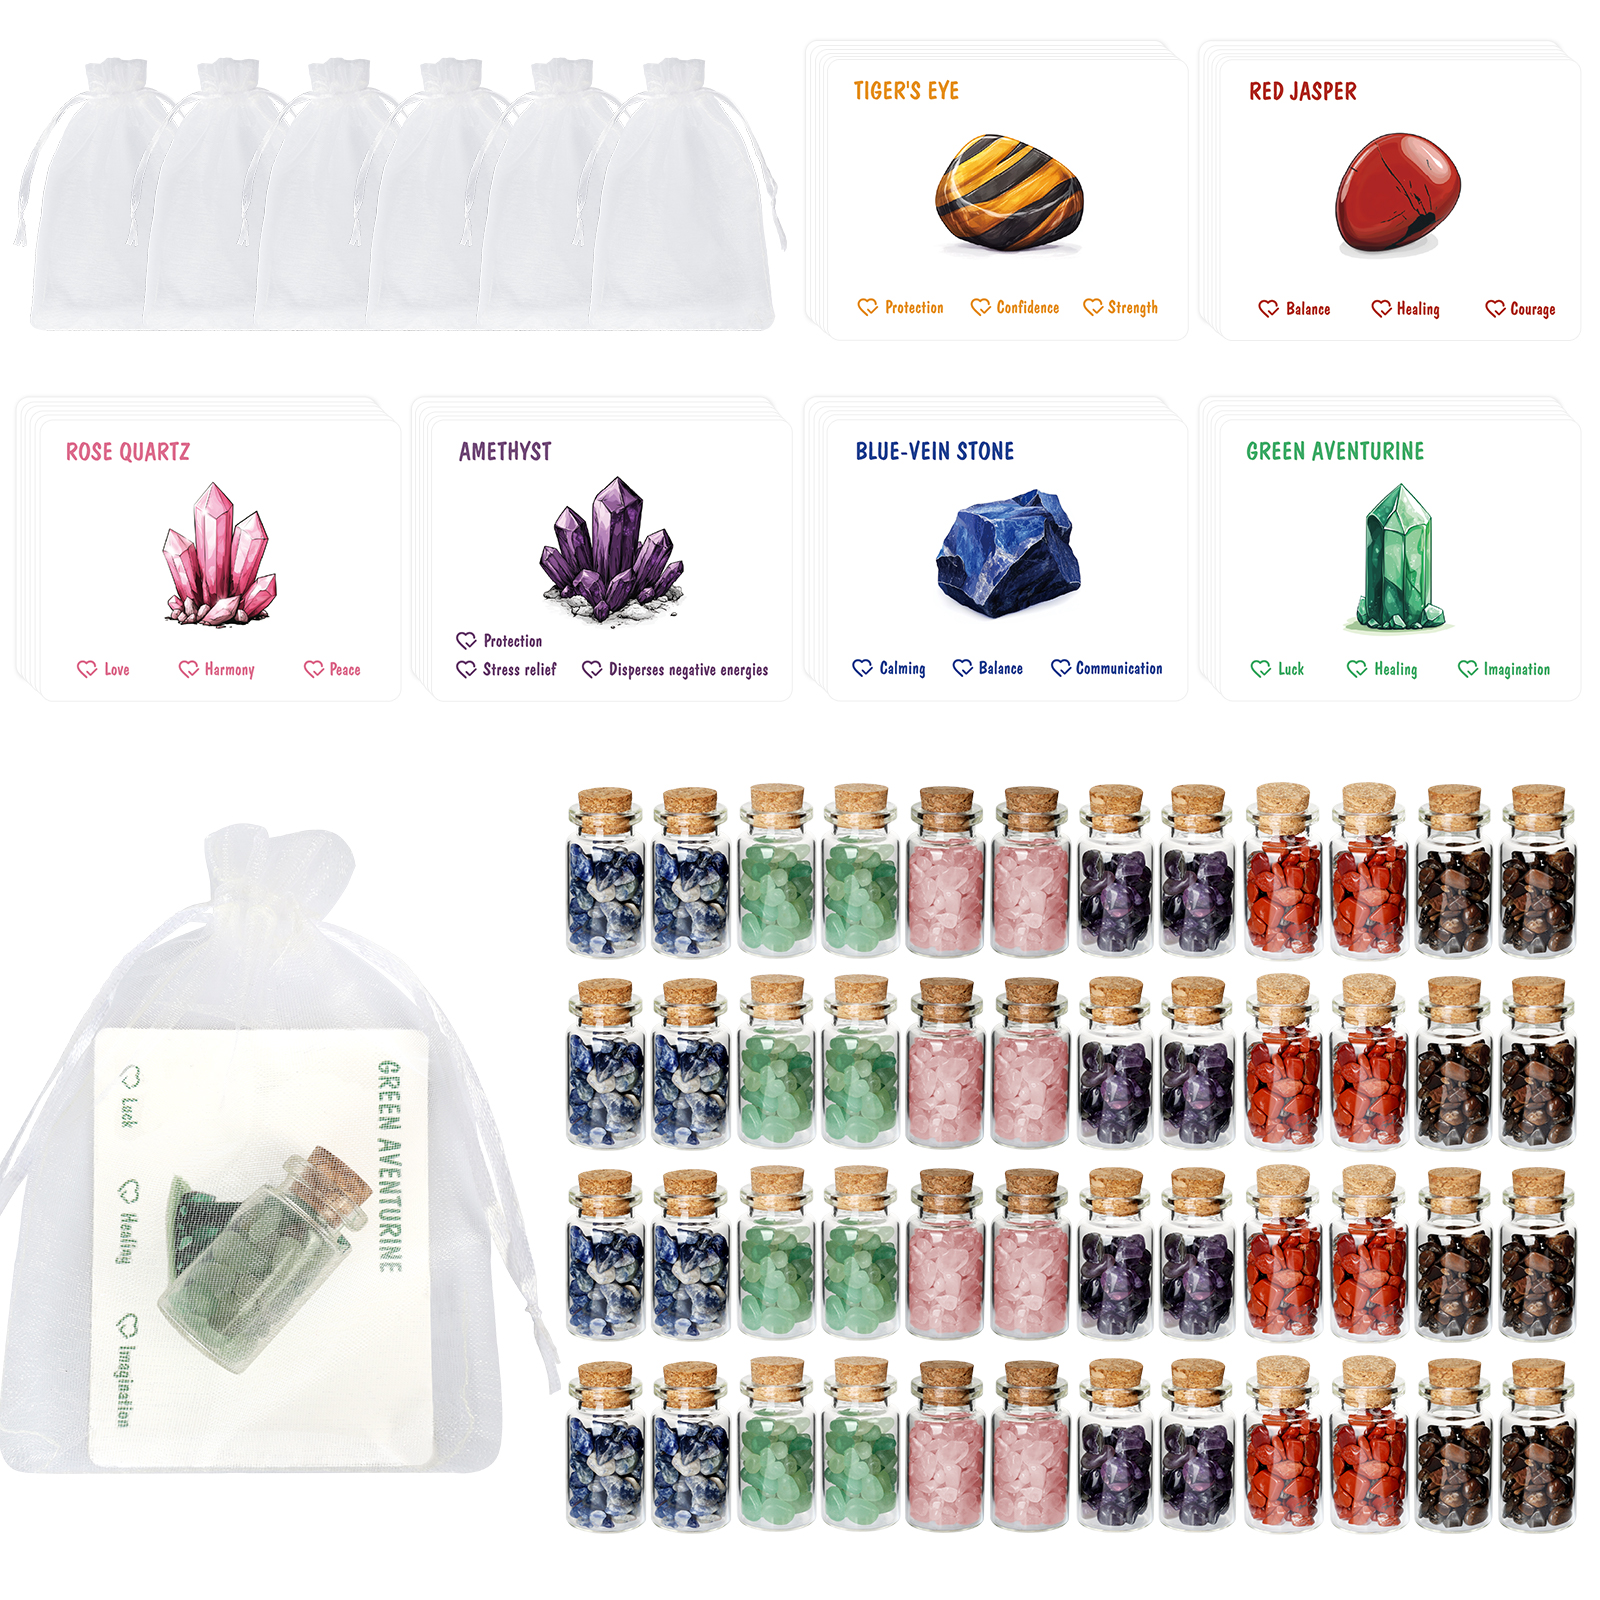 TIGER'S EYE
Protection Confidence Strength
RED JASPER
Balance Healing Courage
ROSE QUARTZ
Love Harmony Peace
AMETHYST
Protection
Stress relief Disperses negative energies
BLUE-VEIN STONE
Calming Balance Communication
GREEN AVENTURINE
Luck Healing Imagination
GREEN AVENTURINE
Luck Healing Imagination